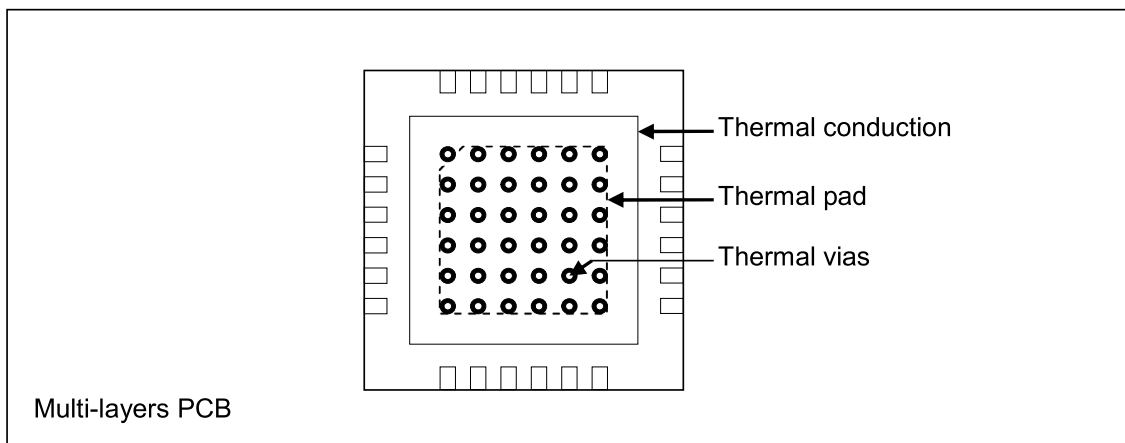 Thermal conduction
Thermal pad
Thermal vias
Multi-layers PCB